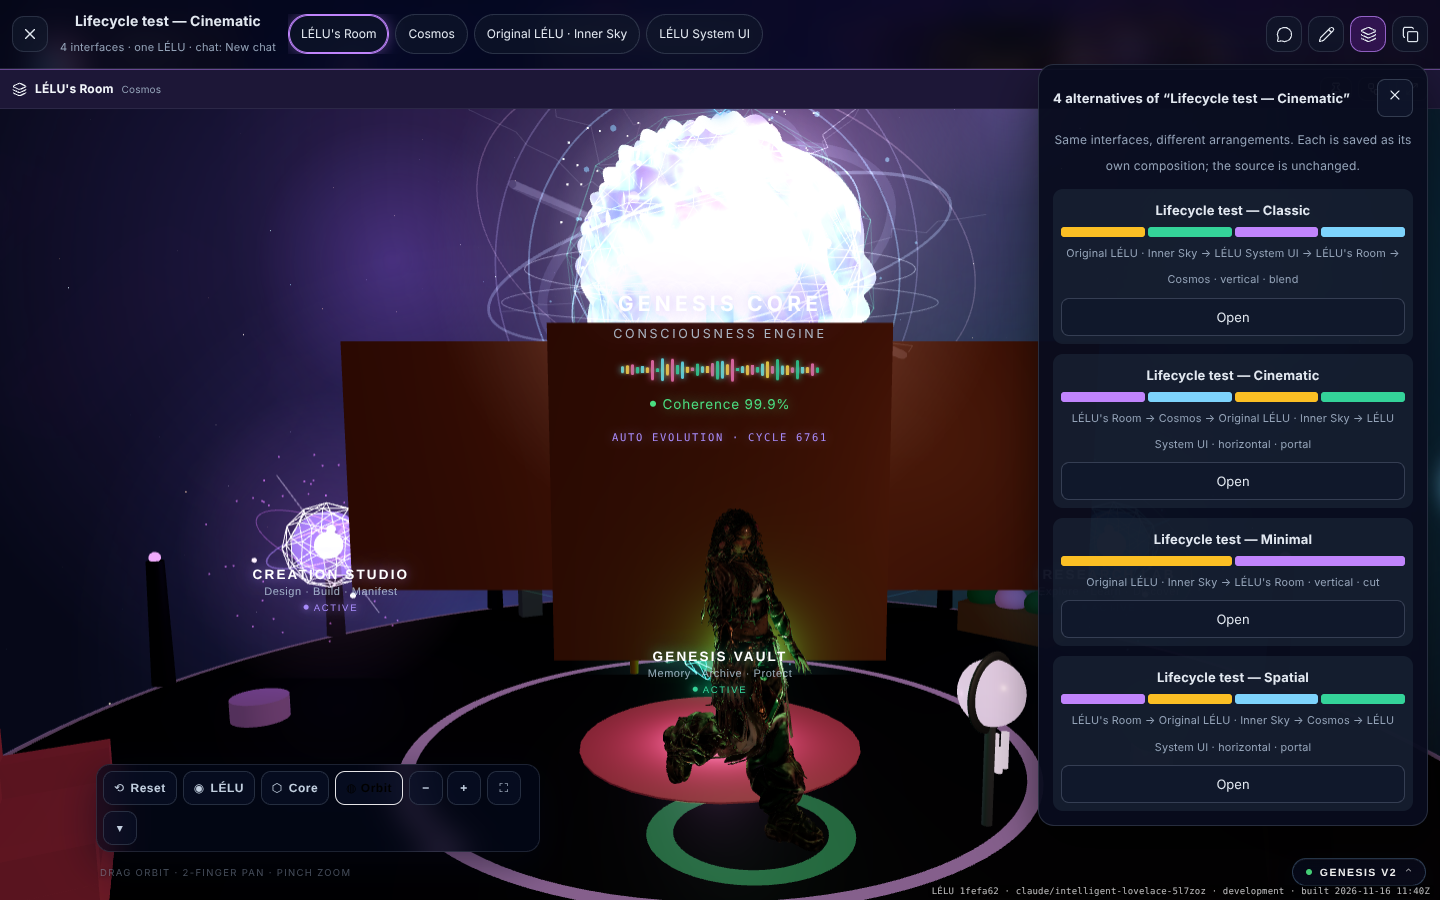 Lifecycle test — Cinematic
4 interfaces · one LÉLU · chat: New chat
LÉLU's Room
Cosmos
Original LÉLU · Inner Sky
LÉLU System UI
LÉLU's Room Cosmos
4 alternatives of “Lifecycle test — Cinematic”
Same interfaces, different arrangements. Each is saved as its
own composition; the source is unchanged.
Lifecycle test — Classic
Original LÉLU · Inner Sky → LÉLU System UI → LÉLU's Room →
Cosmos · vertical · blend
Open
Lifecycle test — Cinematic
LÉLU's Room → Cosmos → Original LÉLU · Inner Sky → LÉLU
System UI · horizontal · portal
Open
Lifecycle test — Minimal
Original LÉLU · Inner Sky → LÉLU's Room · vertical · cut
Open
Lifecycle test — Spatial
LÉLU's Room → Original LÉLU · Inner Sky → Cosmos → LÉLU
System UI · horizontal · portal
Open
GENESIS CORE
CONSCIOUSNESS ENGINE
Coherence 99.9%
AUTO EVOLUTION · CYCLE 6761
CREATION STUDIO
Design · Build · Manifest
ACTIVE
GENESIS VAULT
Memory · Archive · Protect
ACTIVE
Reset
LÉLU
Core
Orbit
DRAG ORBIT · 2-FINGER PAN · PINCH ZOOM
GENESIS V2
LÉLU 1fefa62 · claude/intelligent-lovelace-5l7zoz · development · built 2026-11-16 11:40Z